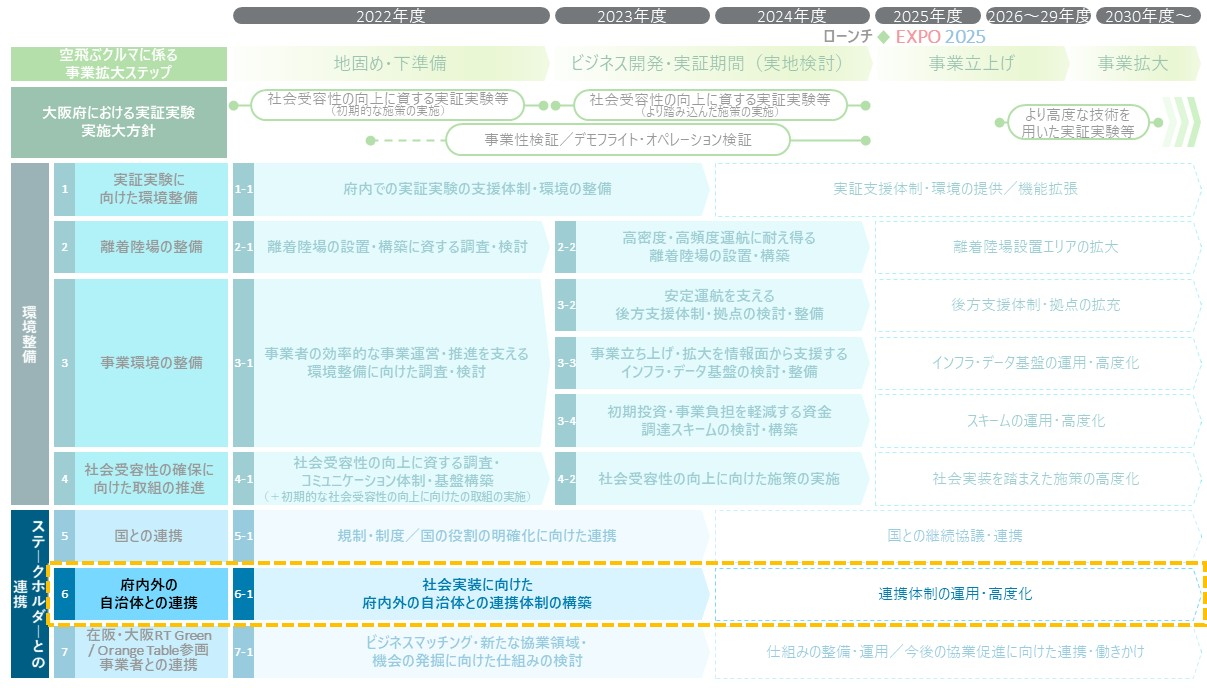 2022年度
2023年度
2024年度
2025年度
2026～29年度
2030年度～
ローンチ◆ EXPO 2025
空飛ぶクルマに係る
事業拡大ステップ
地固め・下準備
ビジネス開発・実証期間（実地検討）
事業立上げ
事業拡大
大阪府における実証実験
実施大方針
社会受容性の向上に資する実証実験等
（初期的な施策の実施）
社会受容性の向上に資する実証実験等
（より踏み込んだ施策の実施）
事業性検証／デモフライト・オペレーション検証
より高度な技術を
用いた実証実験等
環境整備
1
実証実験に
向けた環境整備
1-1
府内での実証実験の支援体制・環境の整備
実証支援体制・環境の提供／機能拡張
2
離着陸場の整備
2-1
離着陸場の設置・構築に資する調査・検討
2-2
高密度・高頻度運航に耐え得る
離着陸場の設置・構築
離着陸場設置エリアの拡大
3
事業環境の整備
3-1
事業者の効率的な事業運営・推進を支える
環境整備に向けた調査・検討
3-2
安定運航を支える
後方支援体制・拠点の検討・整備
後方支援体制・拠点の拡充
3-3
事業立ち上げ・拡大を情報面から支援する
インフラ・データ基盤の検討・整備
インフラ・データ基盤の運用・高度化
3-4
初期投資・事業負担を軽減する資金
調達スキームの検討・構築
スキームの運用・高度化
4
社会受容性の確保に
向けた取組の推進
4-1
社会受容性の向上に資する調査・
コミュニケーション体制・基盤構築
（＋初期的な社会受容性の向上に向けたの取組の実施）
4-2
社会受容性の向上に向けた施策の実施
社会実装を踏まえた施策の高度化
ステークホルダーとの
連携
5
国との連携
5-1
規制・制度／国の役割の明確化に向けた連携
国との継続協議・連携
6
府内外の
自治体との連携
6-1
社会実装に向けた
府内外の自治体との連携体制の構築
連携体制の運用・高度化
7
在阪・大阪RT Green
/ Orange Table参画
事業者との連携
7-1
ビジネスマッチング・新たな協業領域・
機会の発掘に向けた仕組みの検討
仕組みの整備・運用／今後の協業促進に向けた連携・働きかけ